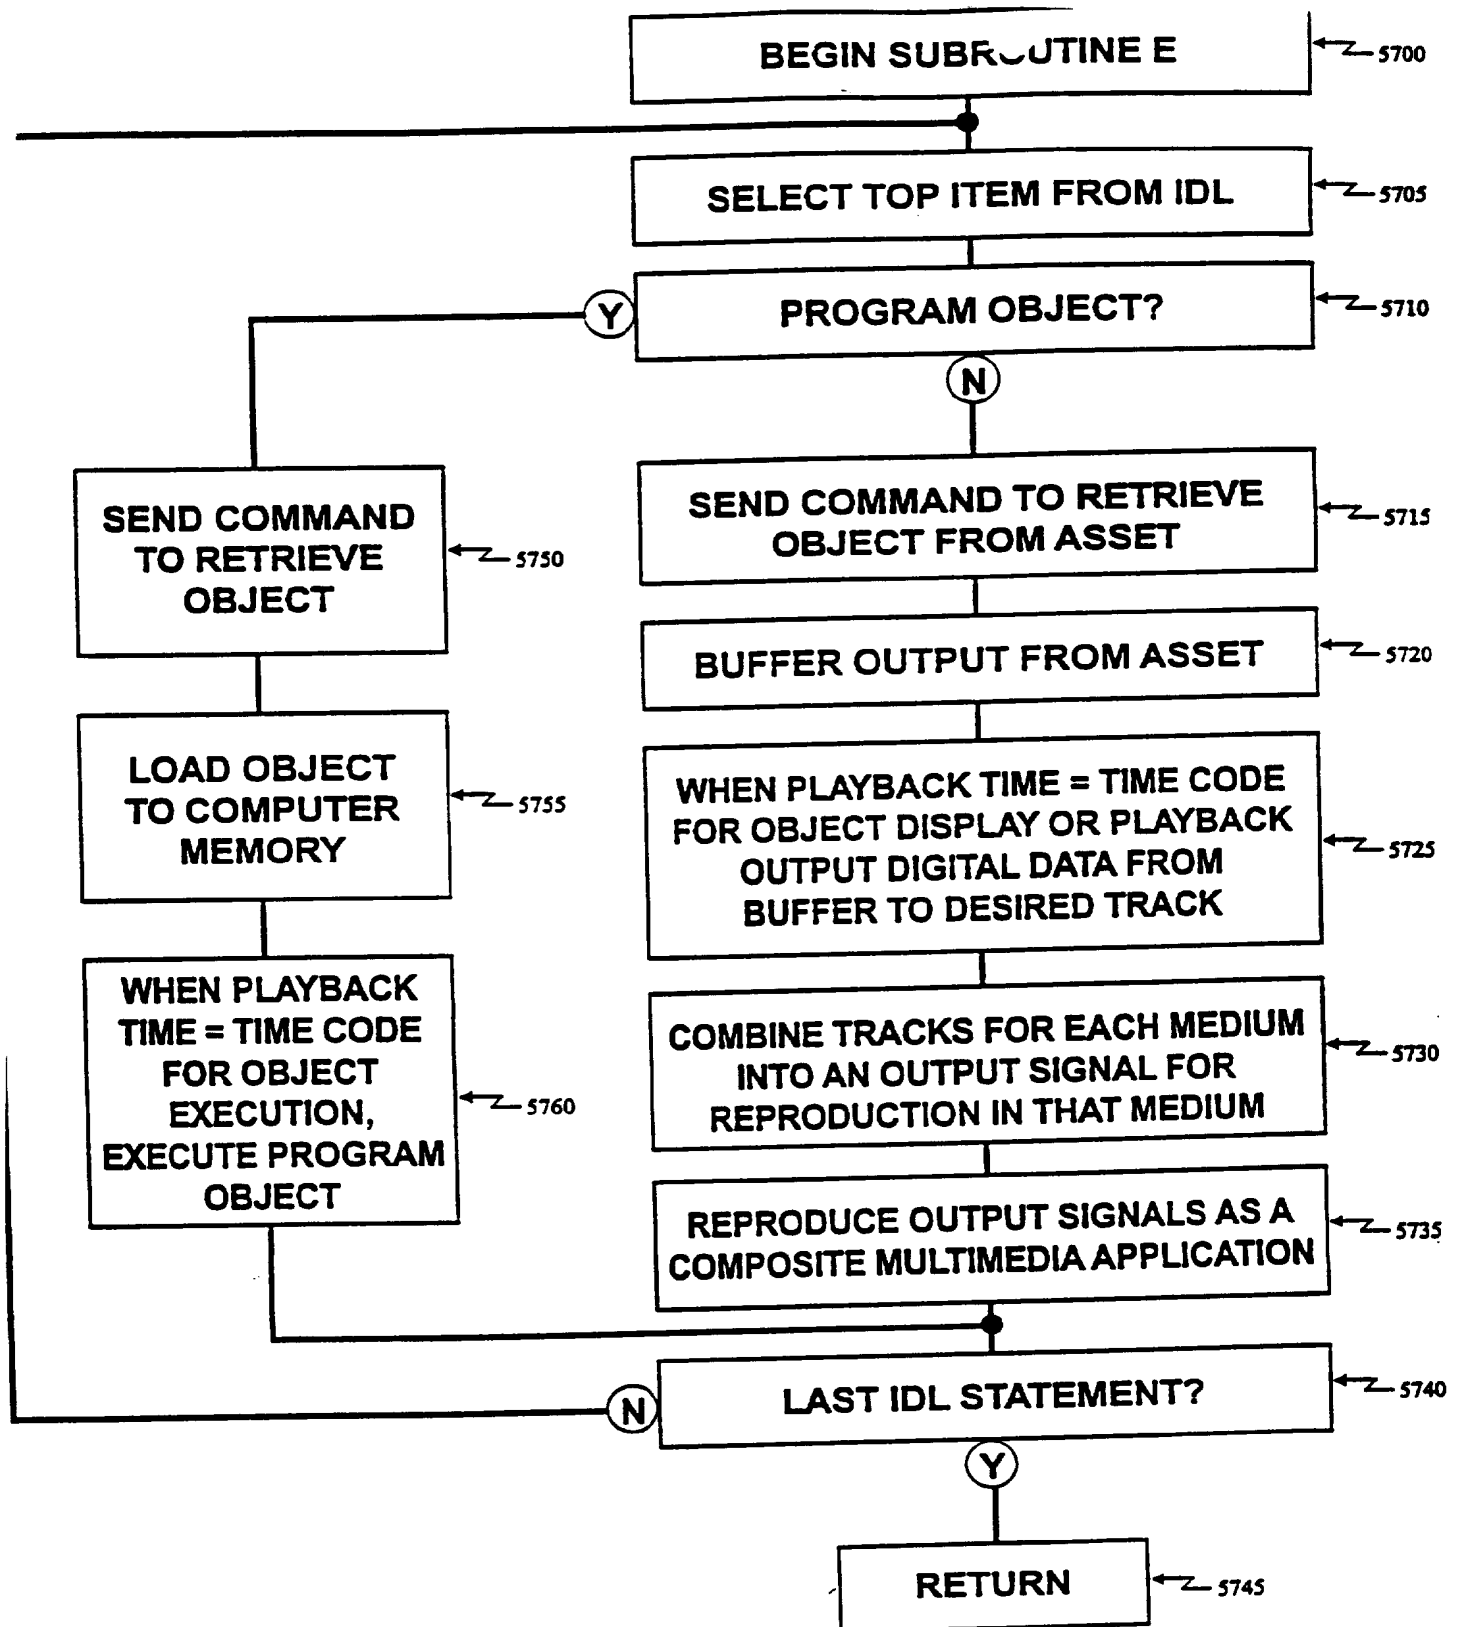 BEGIN SUBROUTINE E
5700
SELECT TOP ITEM FROM IDL
5705
PROGRAM OBJECT?
5710
Y
N
SEND COMMAND TO RETRIEVE
OBJECT FROM ASSET
5715
BUFFER OUTPUT FROM ASSET
5720
WHEN PLAYBACK TIME = TIME CODE
FOR OBJECT DISPLAY OR PLAYBACK
OUTPUT DIGITAL DATA FROM
BUFFER TO DESIRED TRACK
5725
COMBINE TRACKS FOR EACH MEDIUM
INTO AN OUTPUT SIGNAL FOR
REPRODUCTION IN THAT MEDIUM
5730
REPRODUCE OUTPUT SIGNALS AS A
COMPOSITE MULTIMEDIA APPLICATION
5735
SEND COMMAND
TO RETRIEVE
OBJECT
5750
LOAD OBJECT
TO COMPUTER
MEMORY
5755
WHEN PLAYBACK
TIME = TIME CODE
FOR OBJECT
EXECUTION,
EXECUTE PROGRAM
OBJECT
5760
LAST IDL STATEMENT?
5740
N
Y
RETURN
5745